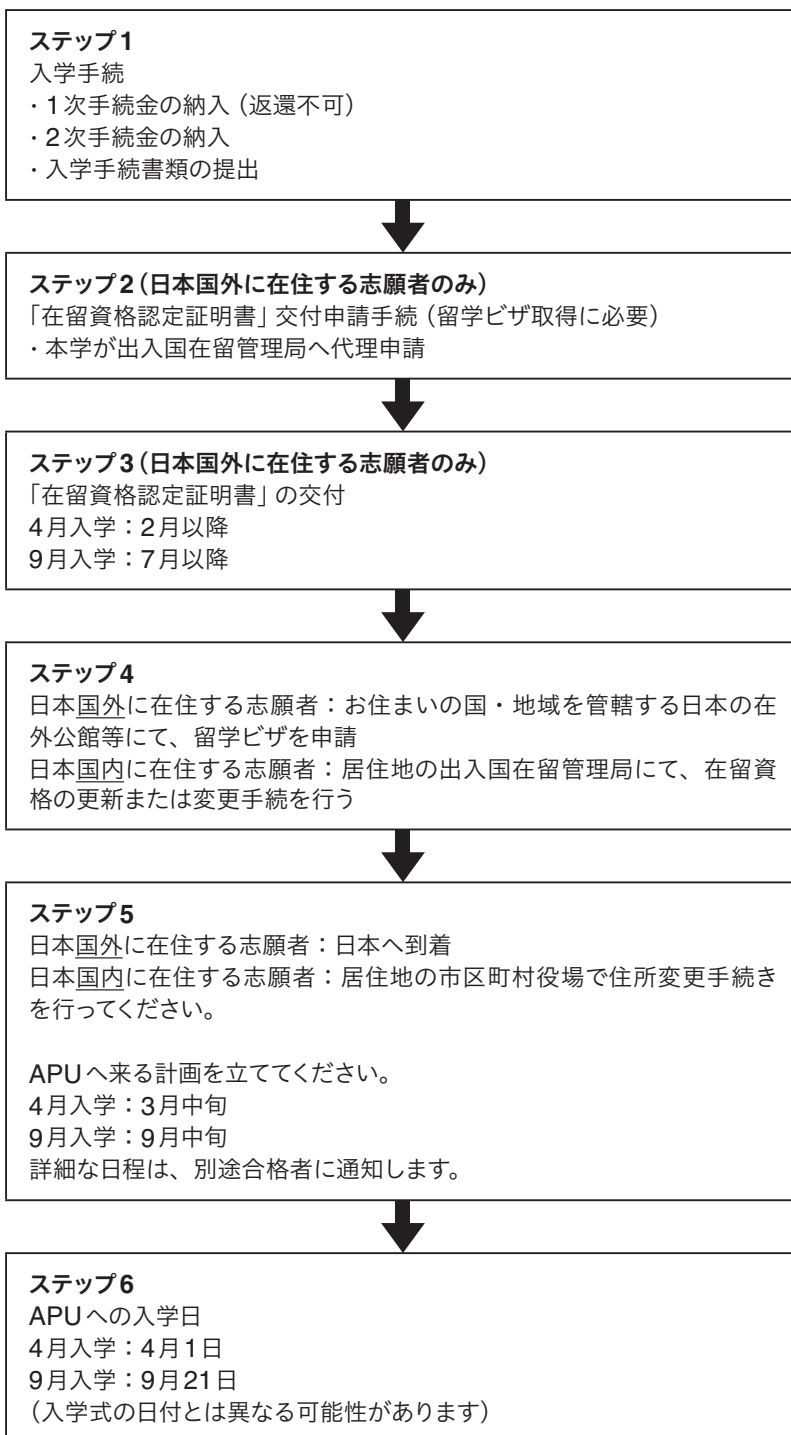 ステップ1
入学手続
・1次手続金の納入（返還不可）
・2次手続金の納入
・入学手続書類の提出
ステップ2（日本国外に在住する志願者のみ）
「在留資格認定証明書」交付申請手続（留学ビザ取得に必要）
・本学が出入国在留管理局へ代理申請
ステップ3（日本国外に在住する志願者のみ）
「在留資格認定証明書」の交付
4月入学：2月以降
9月入学：7月以降
ステップ4
日本国外に在住する志願者：お住まいの国・地域を管轄する日本の在
外公館等にて、留学ビザを申請
日本国内に在住する志願者：居住地の出入国在留管理局にて、在留資
格の更新または変更手続を行う
ステップ5
日本国外に在住する志願者：日本へ到着
日本国内に在住する志願者：居住地の市区町村役場で住所変更手続き
を行ってください。
APUへ来る計画を立ててください。
4月入学：3月中旬
9月入学：9月中旬
詳細な日程は、別途合格者に通知します。
ステップ6
APUへの入学日
4月入学：4月1日
9月入学：9月21日
（入学式の日付とは異なる可能性があります）